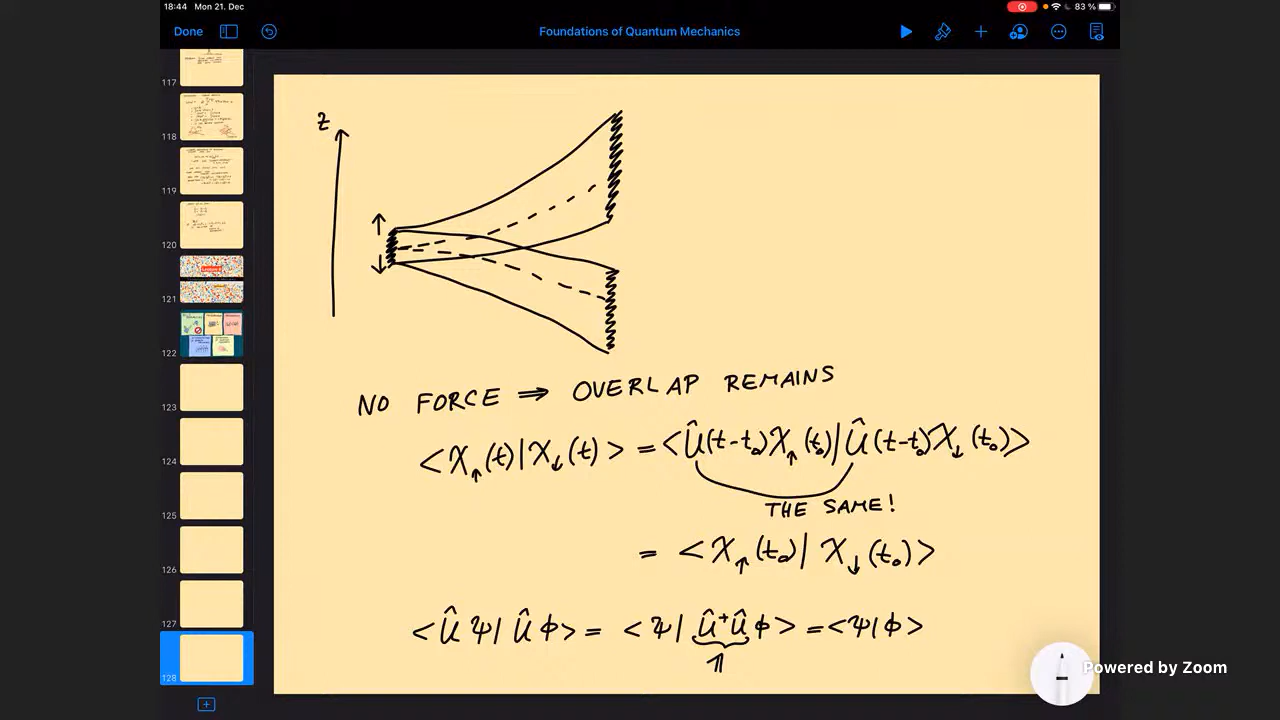 18:44 Mon 21. Dec
83 %
Done
Foundations of Quantum Mechanics
117
118
119
120
121
122
123
124
125
126
127
128
z
NO FORCE ⇒ OVERLAP REMAINS
<χ↑(t)|χ↓(t)> = <Û(t-t₀)χ↑(t₀)|Û(t-t₀)χ↓(t₀)>
THE SAME!
= <χ↑(t₀)|χ↓(t₀)>
<Ûψ|Ûϕ> = <ψ|Û⁺Ûϕ> = <ψ|ϕ>
𝟙
Powered by Zoom